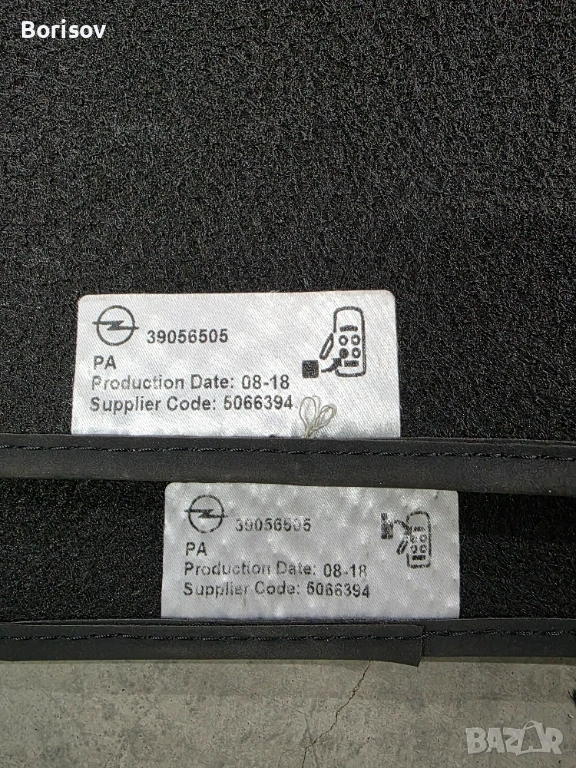 Borisov
39056505
PA
Production Date: 08-18
Supplier Code: 5066394
39056505
PA
Production Date: 08-18
Supplier Code: 5066394
BAZAR